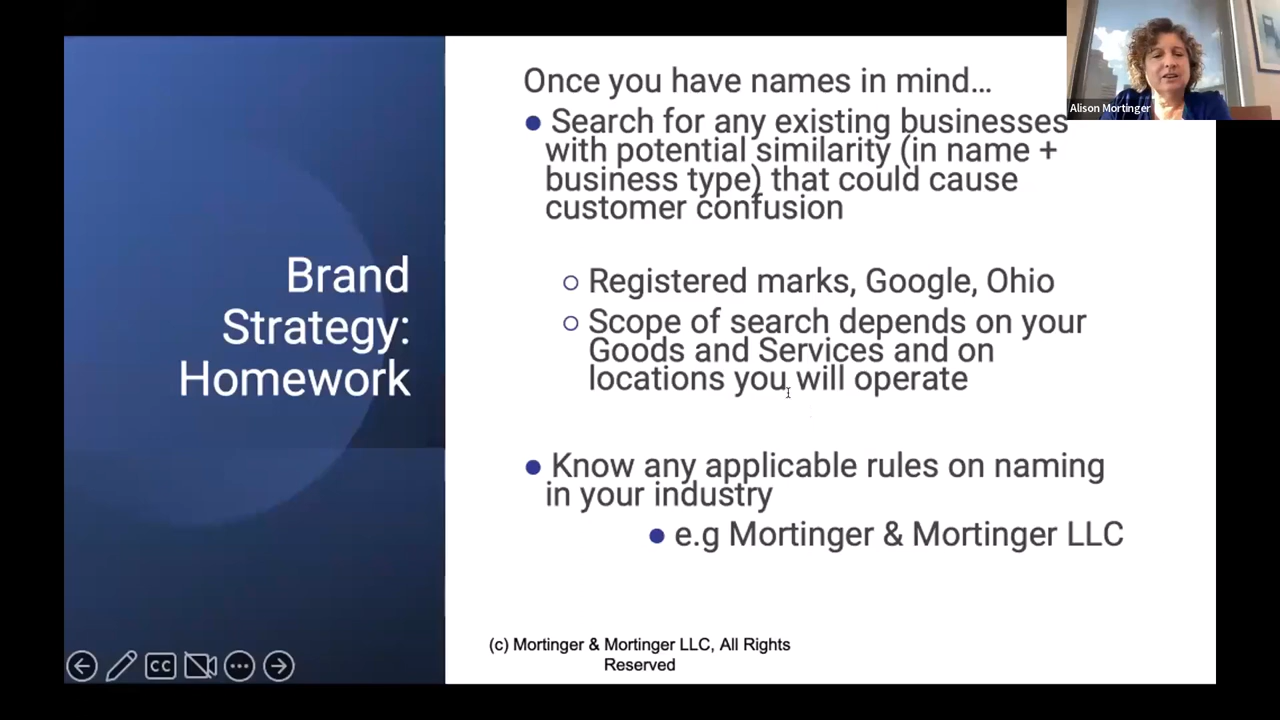 Once you have names in mind…
● Search for any existing businesses
with potential similarity (in name +
business type) that could cause
customer confusion
○ Registered marks, Google, Ohio
○ Scope of search depends on your
Goods and Services and on
locations you will operate
● Know any applicable rules on naming
in your industry
● e.g Mortinger & Mortinger LLC
Brand
Strategy:
Homework
(c) Mortinger & Mortinger LLC, All Rights
Reserved
CC
Alison Mortinger